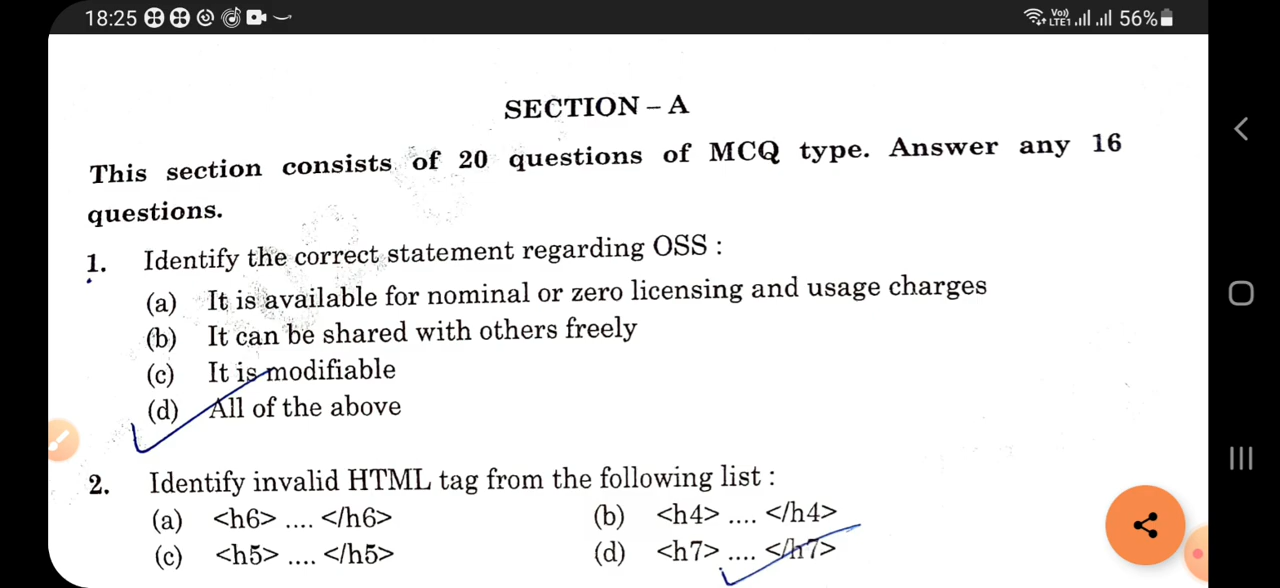 18:25 56%
SECTION – A
This section consists of 20 questions of MCQ type. Answer any 16
questions.
1. Identify the correct statement regarding OSS :
(a) It is available for nominal or zero licensing and usage charges
(b) It can be shared with others freely
(c) It is modifiable
(d) All of the above
2. Identify invalid HTML tag from the following list :
(a) <h6> .... </h6> (b) <h4> .... </h4>
(c) <h5> .... </h5> (d) <h7> .... </h7>